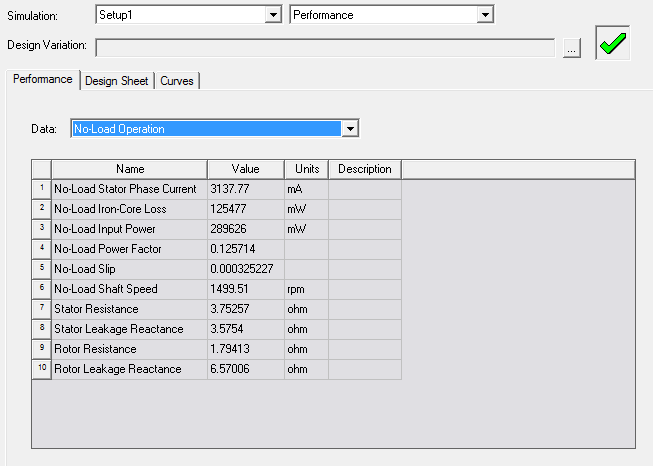 Simulation: Setup1 Performance
Design Variation: ...
Performance Design Sheet Curves
Data: No-Load Operation
Name Value Units Description
1 No-Load Stator Phase Current 3137.77 mA
2 No-Load Iron-Core Loss 125477 mW
3 No-Load Input Power 289626 mW
4 No-Load Power Factor 0.125714
5 No-Load Slip 0.000325227
6 No-Load Shaft Speed 1499.51 rpm
7 Stator Resistance 3.75257 ohm
8 Stator Leakage Reactance 3.5754 ohm
9 Rotor Resistance 1.79413 ohm
10 Rotor Leakage Reactance 6.57006 ohm